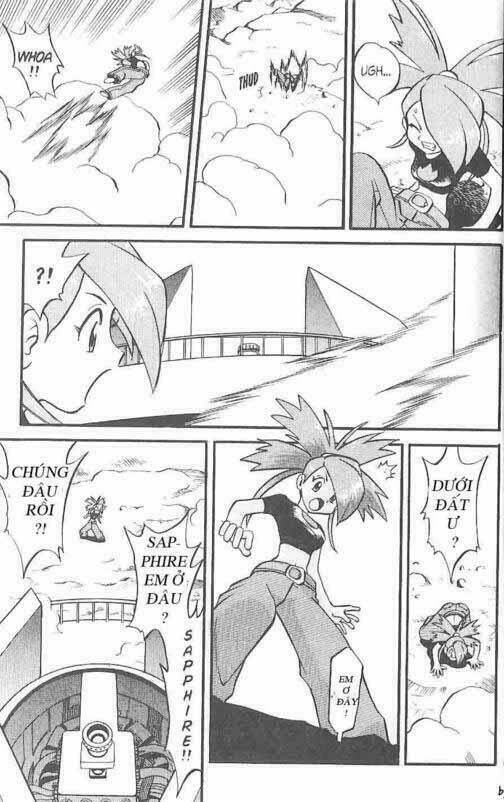 WHOA
!!
THUD
UGH...
?!
CHÚNG
ĐÂU
RỒI
?!
SAP-
PHIRE
EM Ở
ĐÂU
?
SAPPHIRE!!
EM
Ở
ĐÂY
!
DƯỚI
ĐẤT
Ư
?